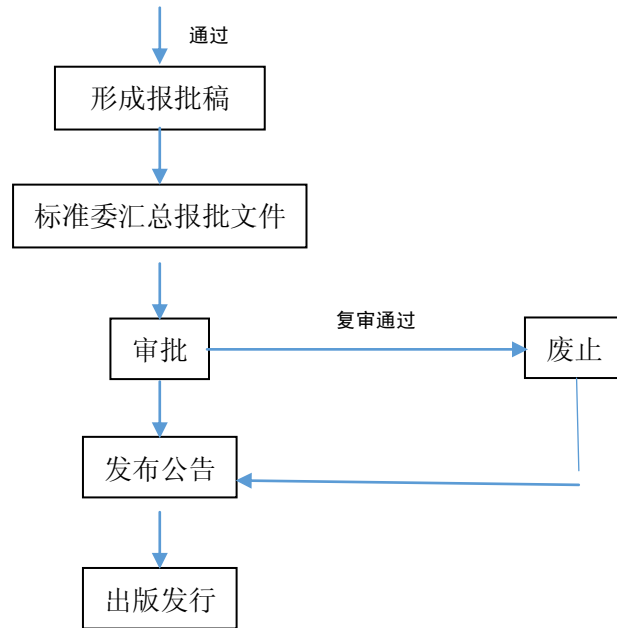 通过
形成报批稿
标准委汇总报批文件
复审通过
审批
废止
发布公告
出版发行